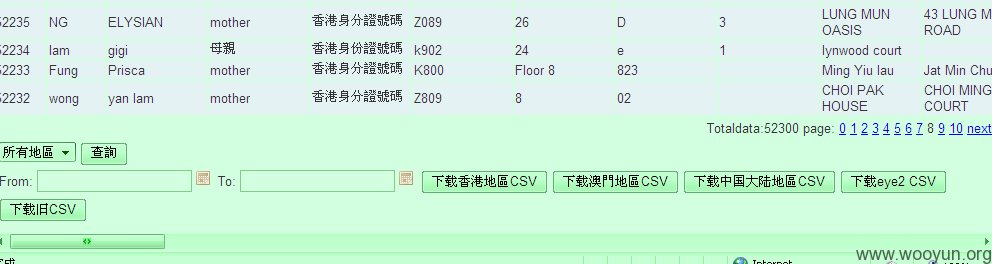 52235 NG ELYSIAN mother 香港身分證號碼 Z089 26 D 3 LUNG MUN OASIS 43 LUNG M ROAD
52234 lam gigi 母親 香港身份證號碼 k902 24 e 1 lynwood court
52233 Fung Prisca mother 香港身分證號碼 K800 Floor 8 823 Ming Yiu lau Jat Min Chu
52232 wong yan lam mother 香港身分證號碼 Z809 8 02 CHOI PAK HOUSE CHOI MING COURT
Totaldata:52300 page: 0 1 2 3 4 5 6 7 8 9 10 next
所有地區 查詢
From: To: 下载香港地區CSV 下载澳門地區CSV 下载中国大陆地區CSV 下载eye2 CSV
下载旧CSV
www.wooyun.org
Internet